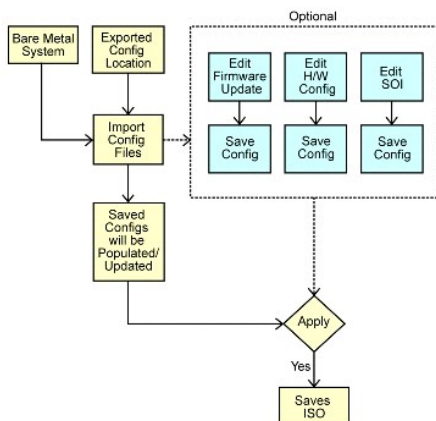 Optional
Bare Metal
System
Exported
Config
Location
Edit
Firmware
Update
Edit
H/W
Config
Edit
SOI
Import
Config
Files
Save
Config
Save
Config
Save
Config
Saved
Configs
will be
Populated/
Updated
Apply
Yes
Saves
ISO